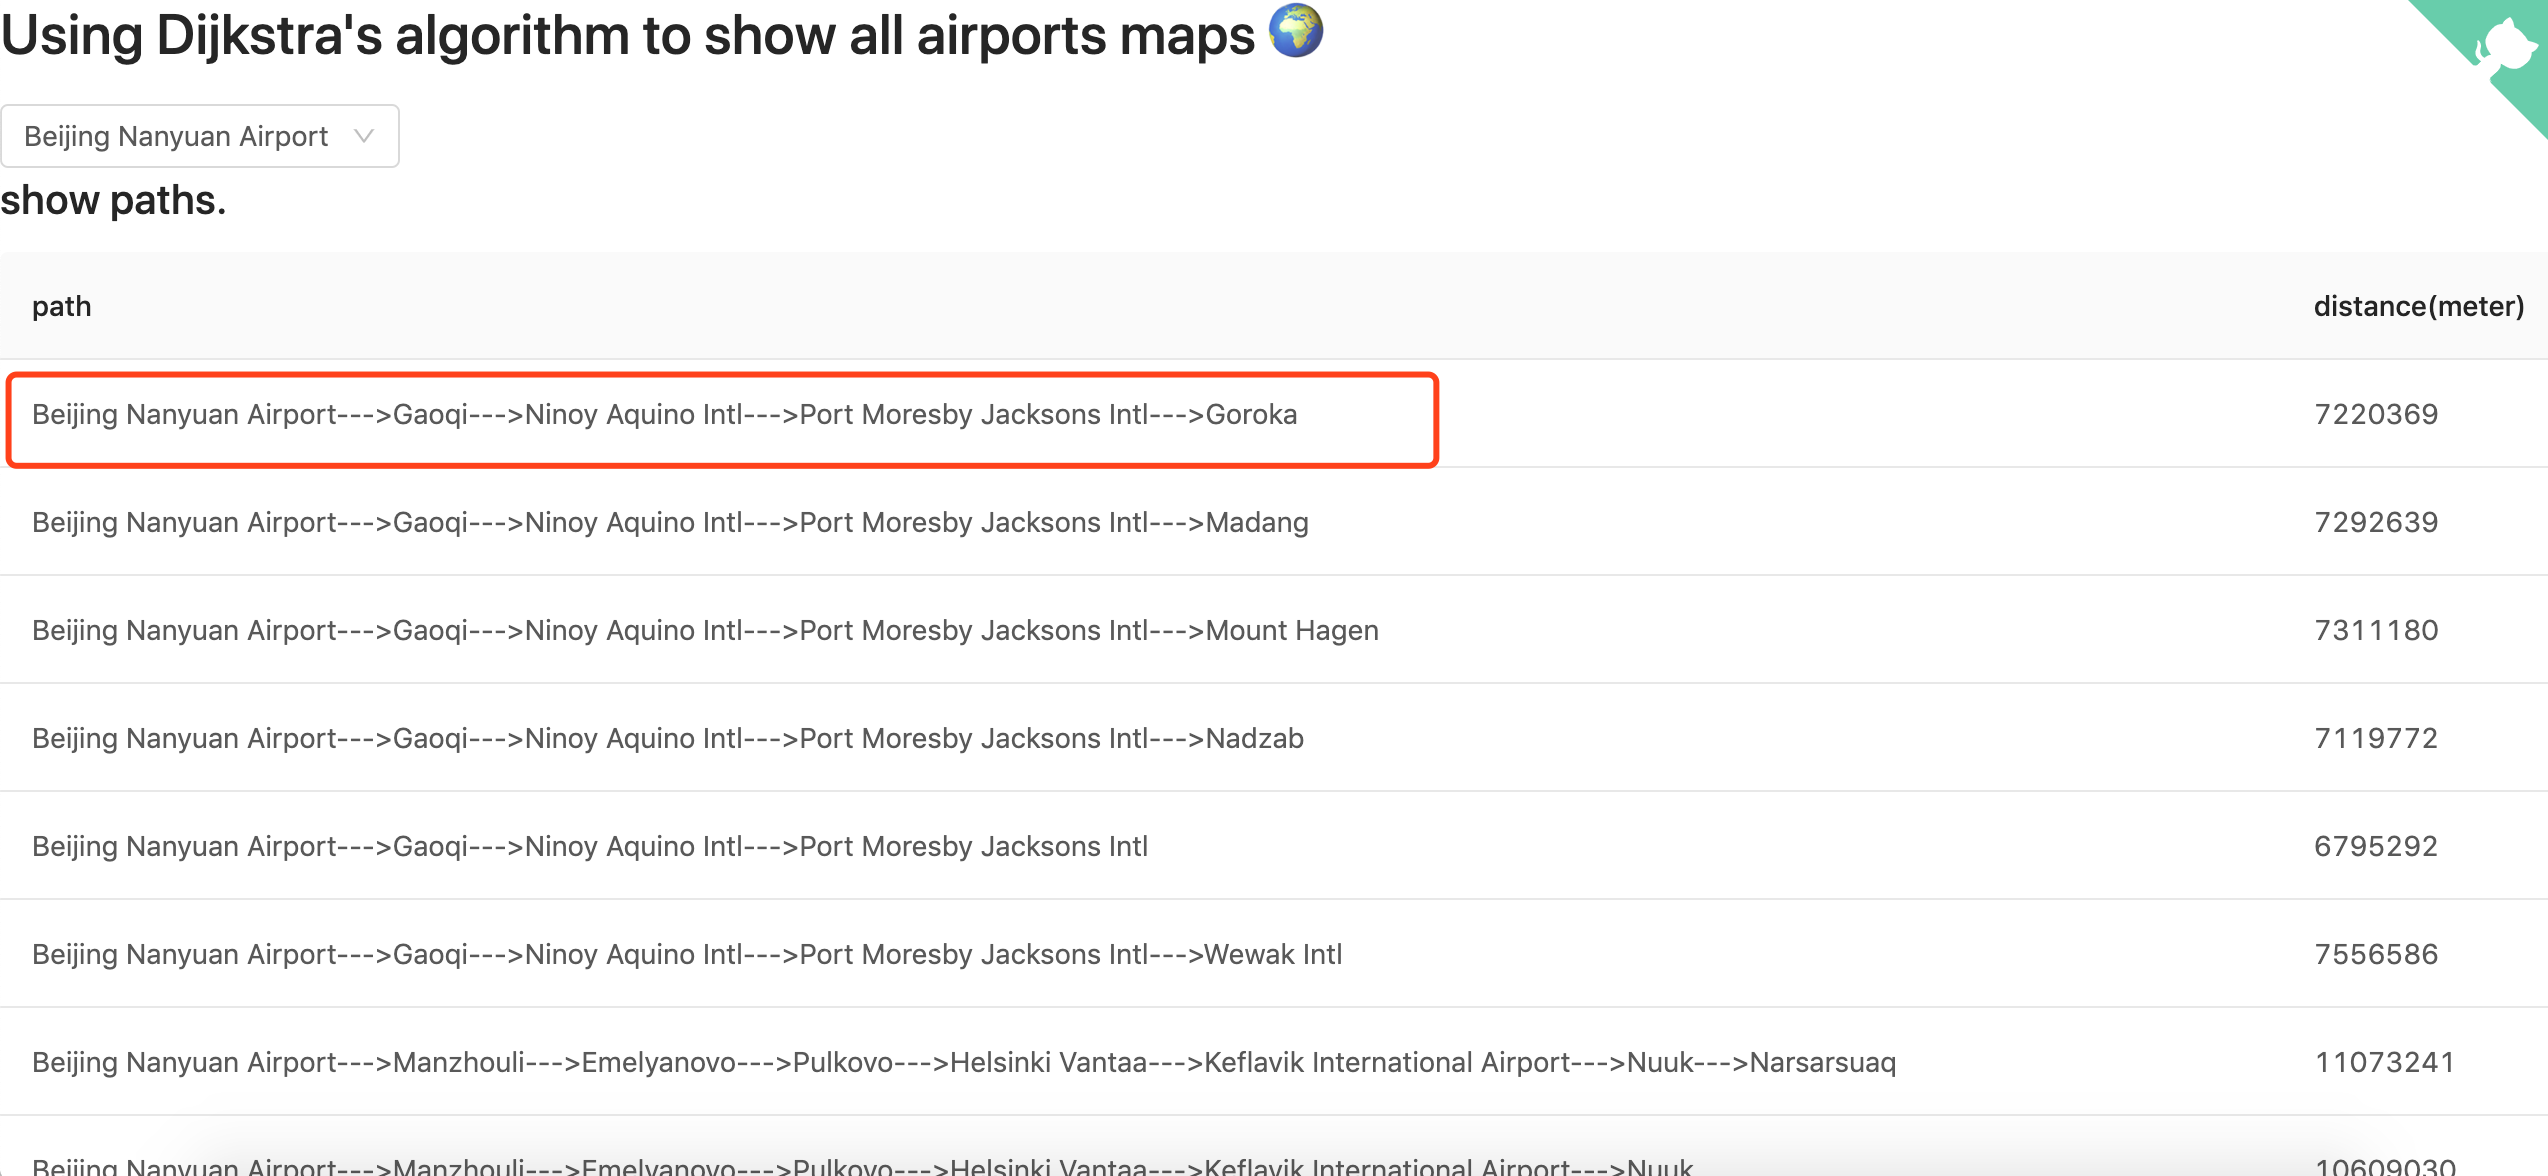 Using Dijkstra's algorithm to show all airports maps 🌍
Beijing Nanyuan Airport
show paths.
path distance(meter)
Beijing Nanyuan Airport--->Gaoqi--->Ninoy Aquino Intl--->Port Moresby Jacksons Intl--->Goroka 7220369
Beijing Nanyuan Airport--->Gaoqi--->Ninoy Aquino Intl--->Port Moresby Jacksons Intl--->Madang 7292639
Beijing Nanyuan Airport--->Gaoqi--->Ninoy Aquino Intl--->Port Moresby Jacksons Intl--->Mount Hagen 7311180
Beijing Nanyuan Airport--->Gaoqi--->Ninoy Aquino Intl--->Port Moresby Jacksons Intl--->Nadzab 7119772
Beijing Nanyuan Airport--->Gaoqi--->Ninoy Aquino Intl--->Port Moresby Jacksons Intl 6795292
Beijing Nanyuan Airport--->Gaoqi--->Ninoy Aquino Intl--->Port Moresby Jacksons Intl--->Wewak Intl 7556586
Beijing Nanyuan Airport--->Manzhouli--->Emelyanovo--->Pulkovo--->Helsinki Vantaa--->Keflavik International Airport--->Nuuk--->Narsarsuaq 11073241
Beijing Nanyuan Airport--->Manzhouli--->Emelyanovo--->Pulkovo--->Helsinki Vantaa--->Keflavik International Airport--->Nuuk 10609030